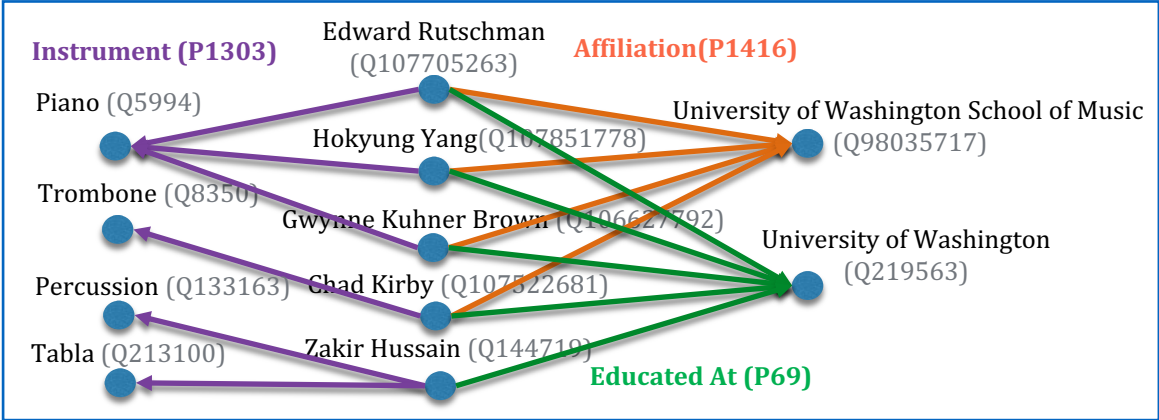 Edward Rutschman
(Q107705263)
Instrument (P1303)
Affiliation(P1416)
Piano (Q5994)
University of Washington School of Music
(Q98035717)
Hokyung Yang(Q107851778)
Trombone (Q8350)
Gwynne Kuhner Brown (Q106627792)
University of Washington
(Q219563)
Percussion (Q133163)
Chad Kirby (Q107522681)
Tabla (Q213100)
Zakir Hussain (Q144719)
Educated At (P69)